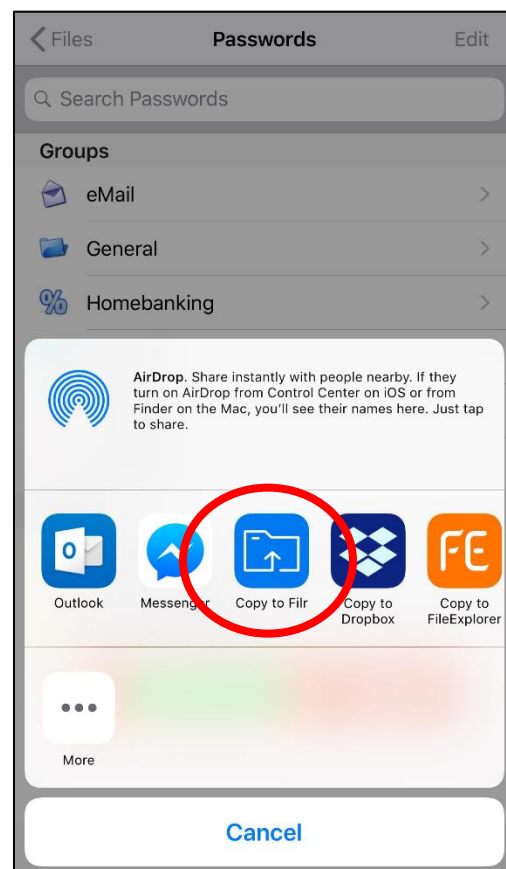 Files Passwords Edit
Search Passwords
Groups
eMail
General
% Homebanking
AirDrop. Share instantly with people nearby. If they
turn on AirDrop from Control Center on iOS or from
Finder on the Mac, you'll see their names here. Just tap
to share.
Outlook Messenger Copy to Filr Copy to Dropbox Copy to FileExplorer
More
Cancel